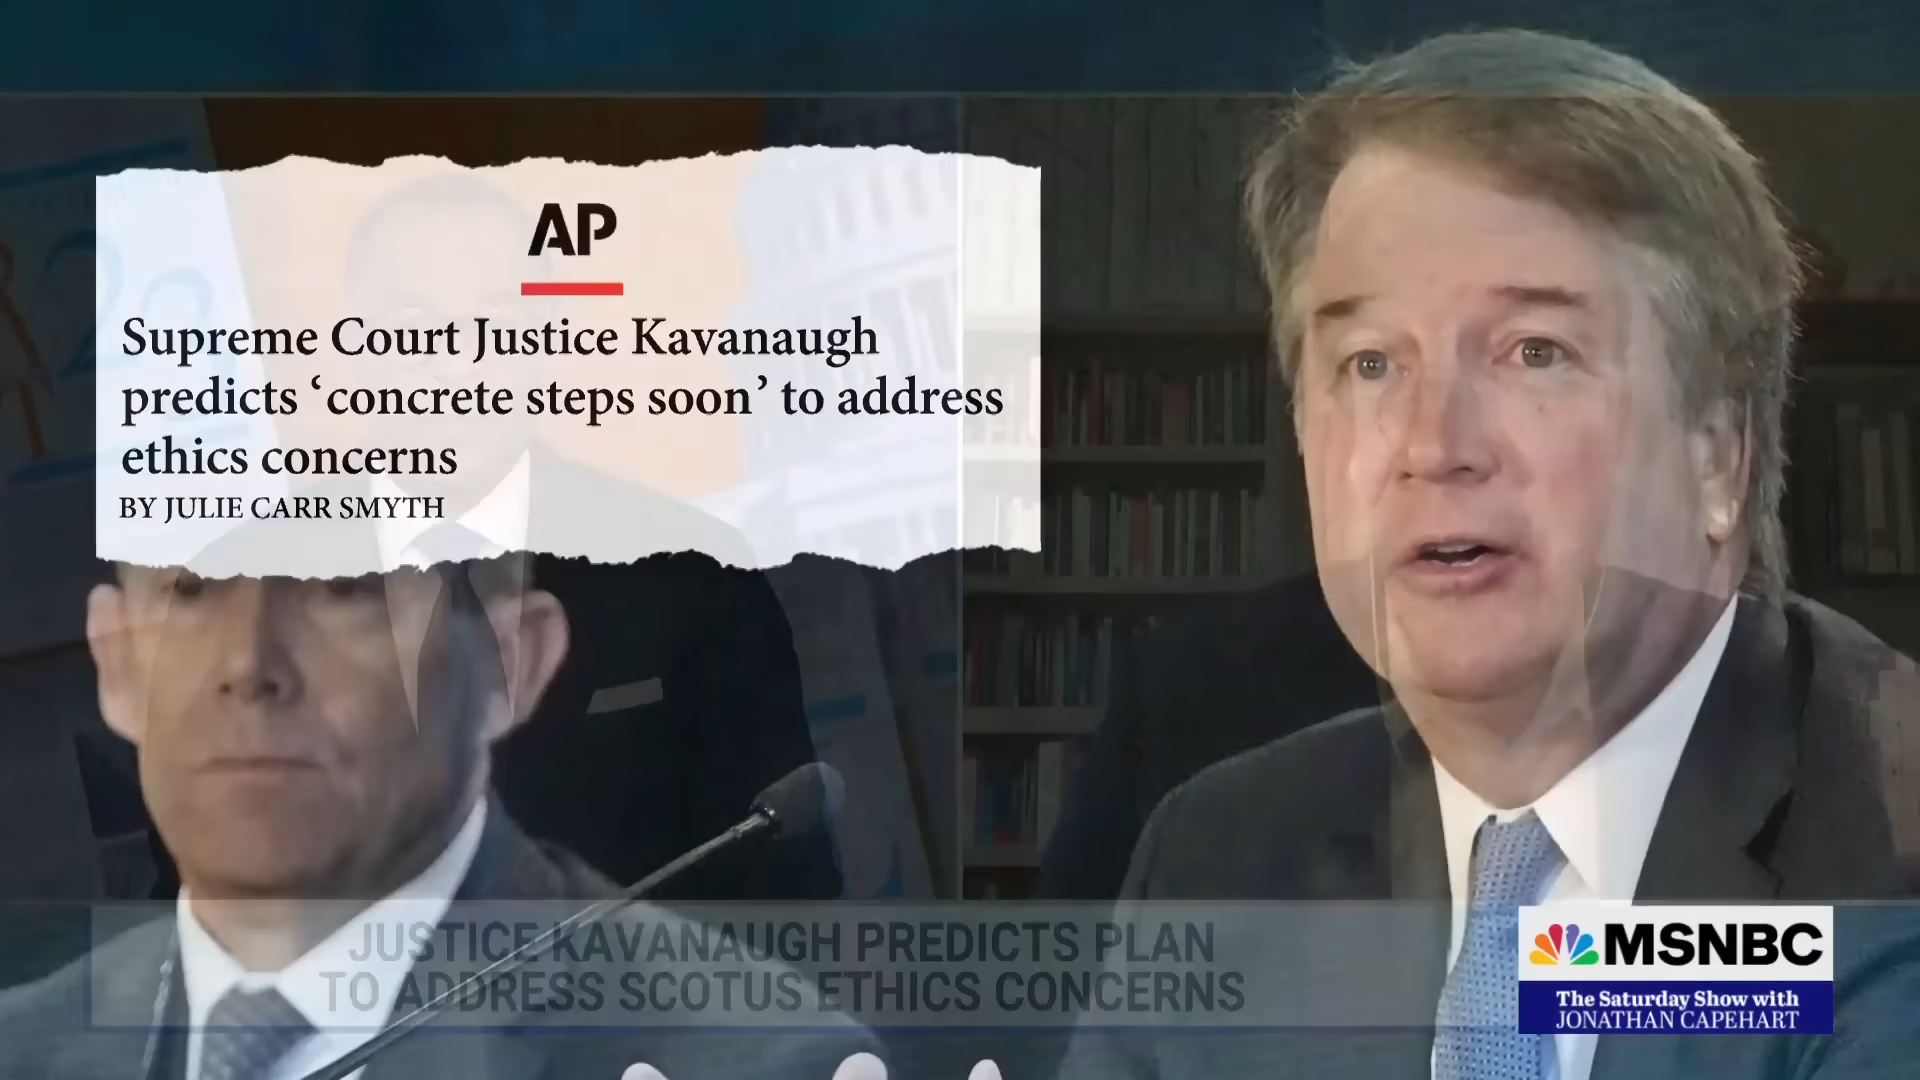 AP
Supreme Court Justice Kavanaugh
predicts ‘concrete steps soon’ to address
ethics concerns
BY JULIE CARR SMYTH
JUSTICE KAVANAUGH PREDICTS PLAN
TO ADDRESS SCOTUS ETHICS CONCERNS
MSNBC
The Saturday Show with
JONATHAN CAPEHART